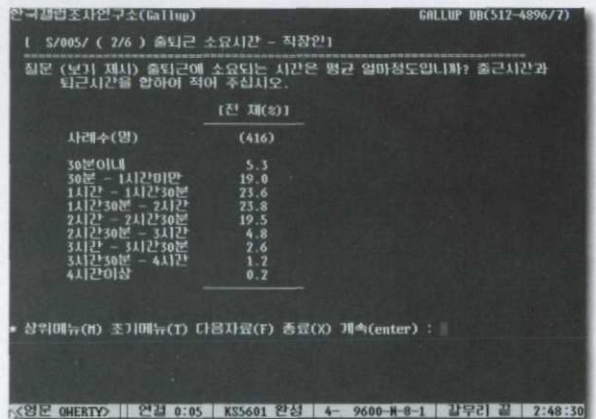 한국갤럽조사연구소(Gallup) GALLUP DB(512-4896/7)
[ S/005/ ( 2/6 ) 출퇴근 소요시간 - 직장인]
질문 (보기 제시) 출퇴근에 소요되는 시간은 평균 얼마정도입니까? 출근시간과
퇴근시간을 합하여 적어 주십시오.
[전 체(%)]
사례수(명) (416)
30분이내 5.3
30분 - 1시간미만 19.0
1시간 - 1시간30분 23.6
1시간30분 - 2시간 23.8
2시간 - 2시간30분 19.5
2시간30분 - 3시간 4.8
3시간 - 3시간30분 2.6
3시간30분 - 4시간 1.2
4시간이상 0.2
* 상위메뉴(M) 초기메뉴(T) 다음자료(F) 종료(X) 계속(enter) :
<영문 QWERTY> 연결 0:05 KS5601 완성 4- 9600-N-8-1 갈무리 끝 2:48:30